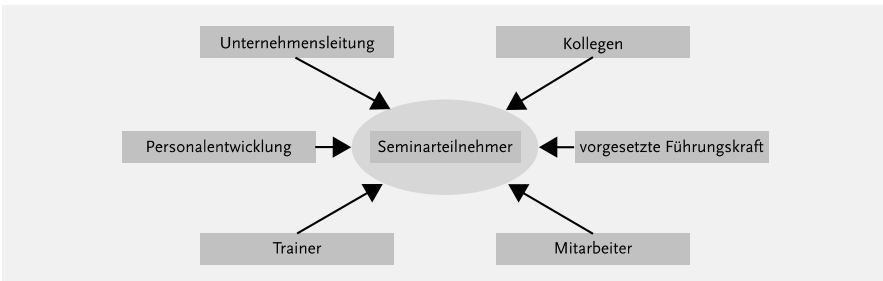 Unternehmensleitung
Kollegen
Personalentwicklung
Seminarteilnehmer
vorgesetzte Führungskraft
Trainer
Mitarbeiter